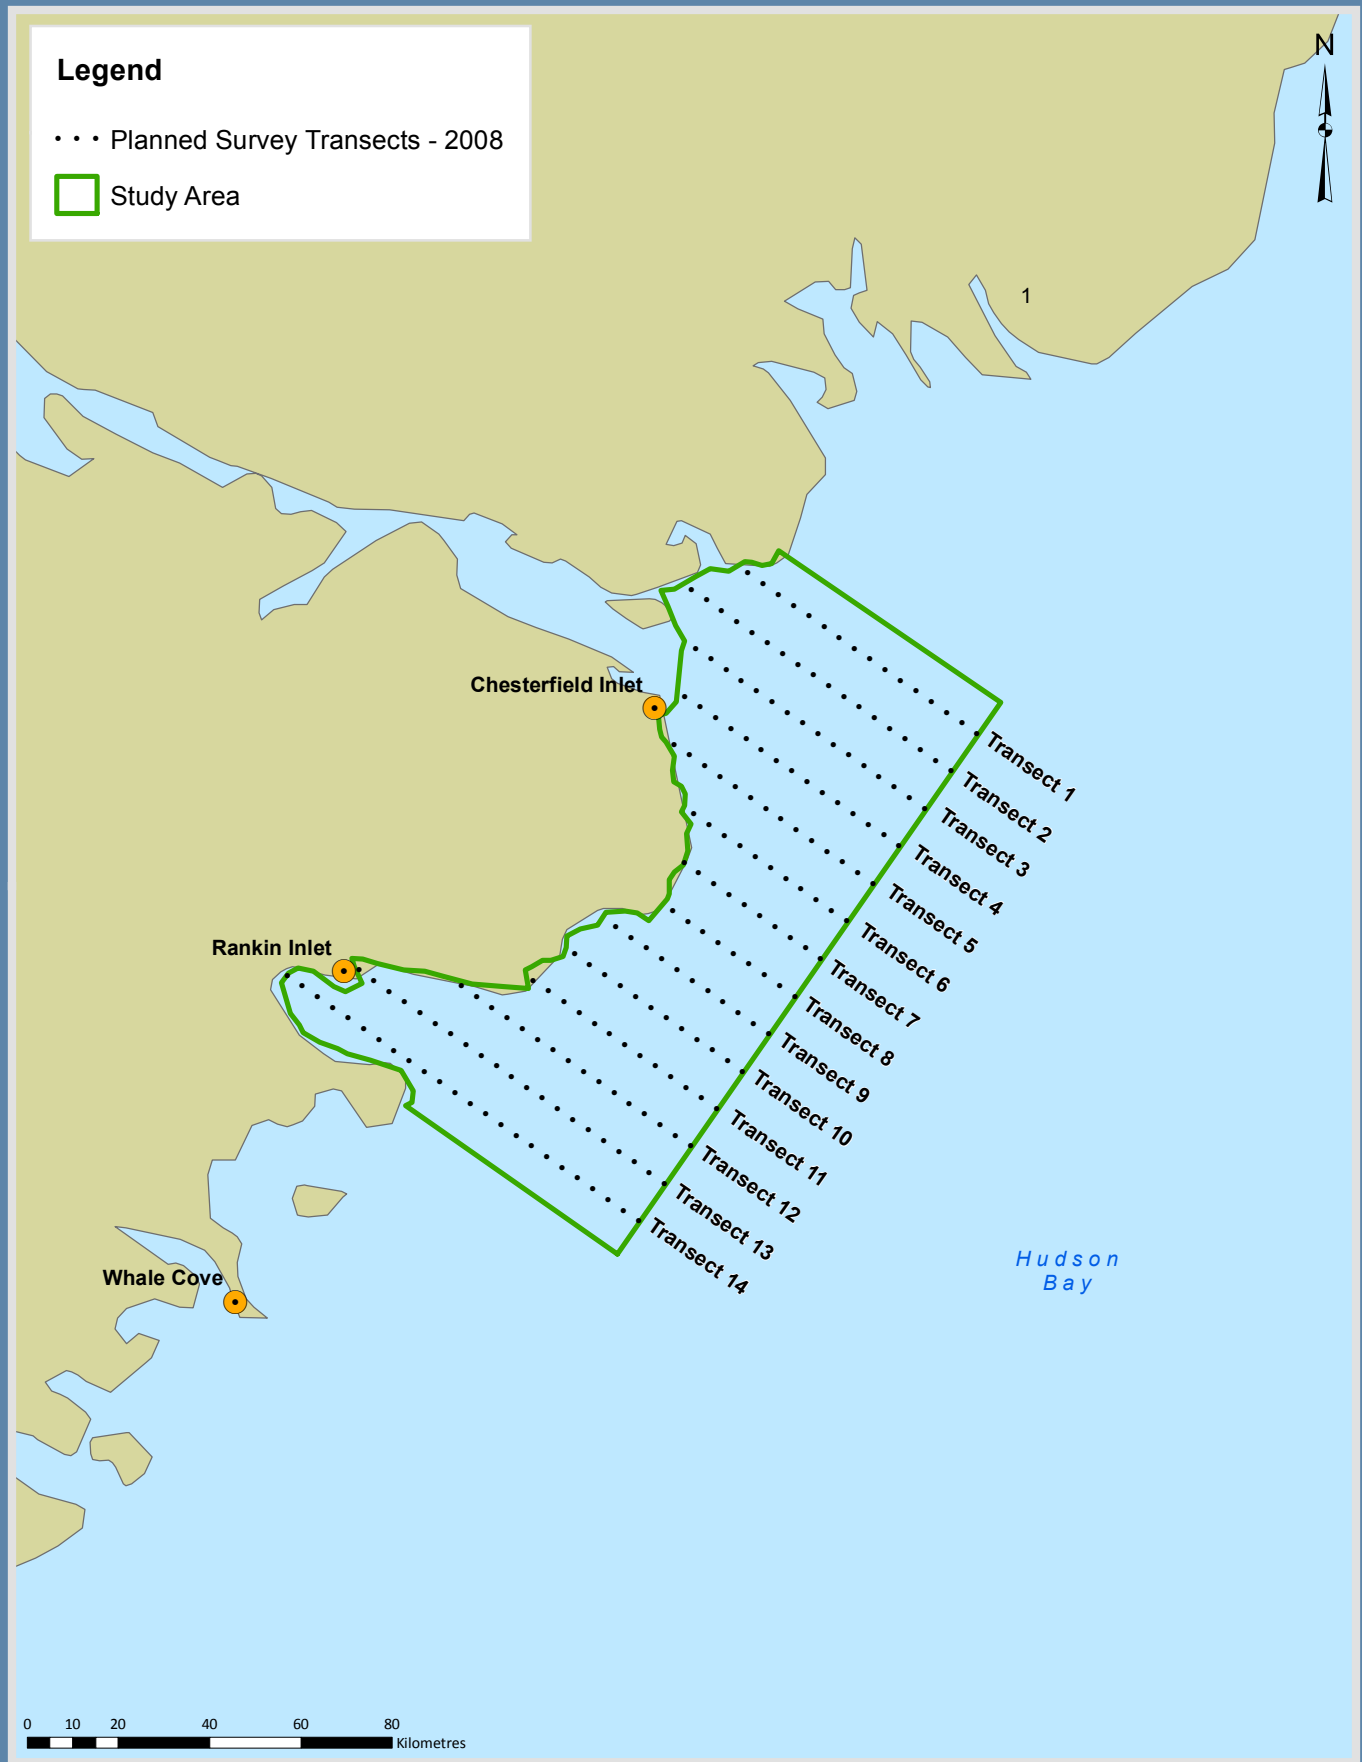 Legend
Planned Survey Transects - 2008
Study Area
N
1
Chesterfield Inlet
Rankin Inlet
Whale Cove
Transect 1
Transect 2
Transect 3
Transect 4
Transect 5
Transect 6
Transect 7
Transect 8
Transect 9
Transect 10
Transect 11
Transect 12
Transect 13
Transect 14
Hudson
Bay
0 10 20 40 60 80
Kilometres